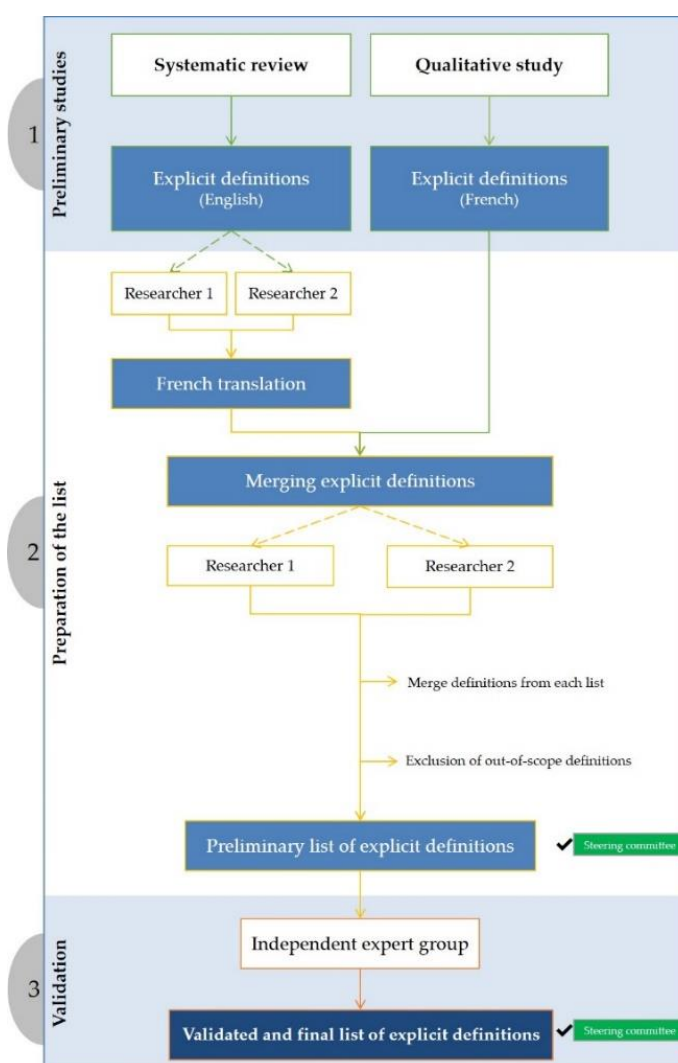 1
Preliminary studies
Systematic review
Qualitative study
Explicit definitions
(English)
Explicit definitions
(French)
Researcher 1
Researcher 2
French translation
2
Preparation of the list
Merging explicit definitions
Researcher 1
Researcher 2
Merge definitions from each list
Exclusion of out-of-scope definitions
Preliminary list of explicit definitions
Steering committee
3
Validation
Independent expert group
Validated and final list of explicit definitions
Steering committee